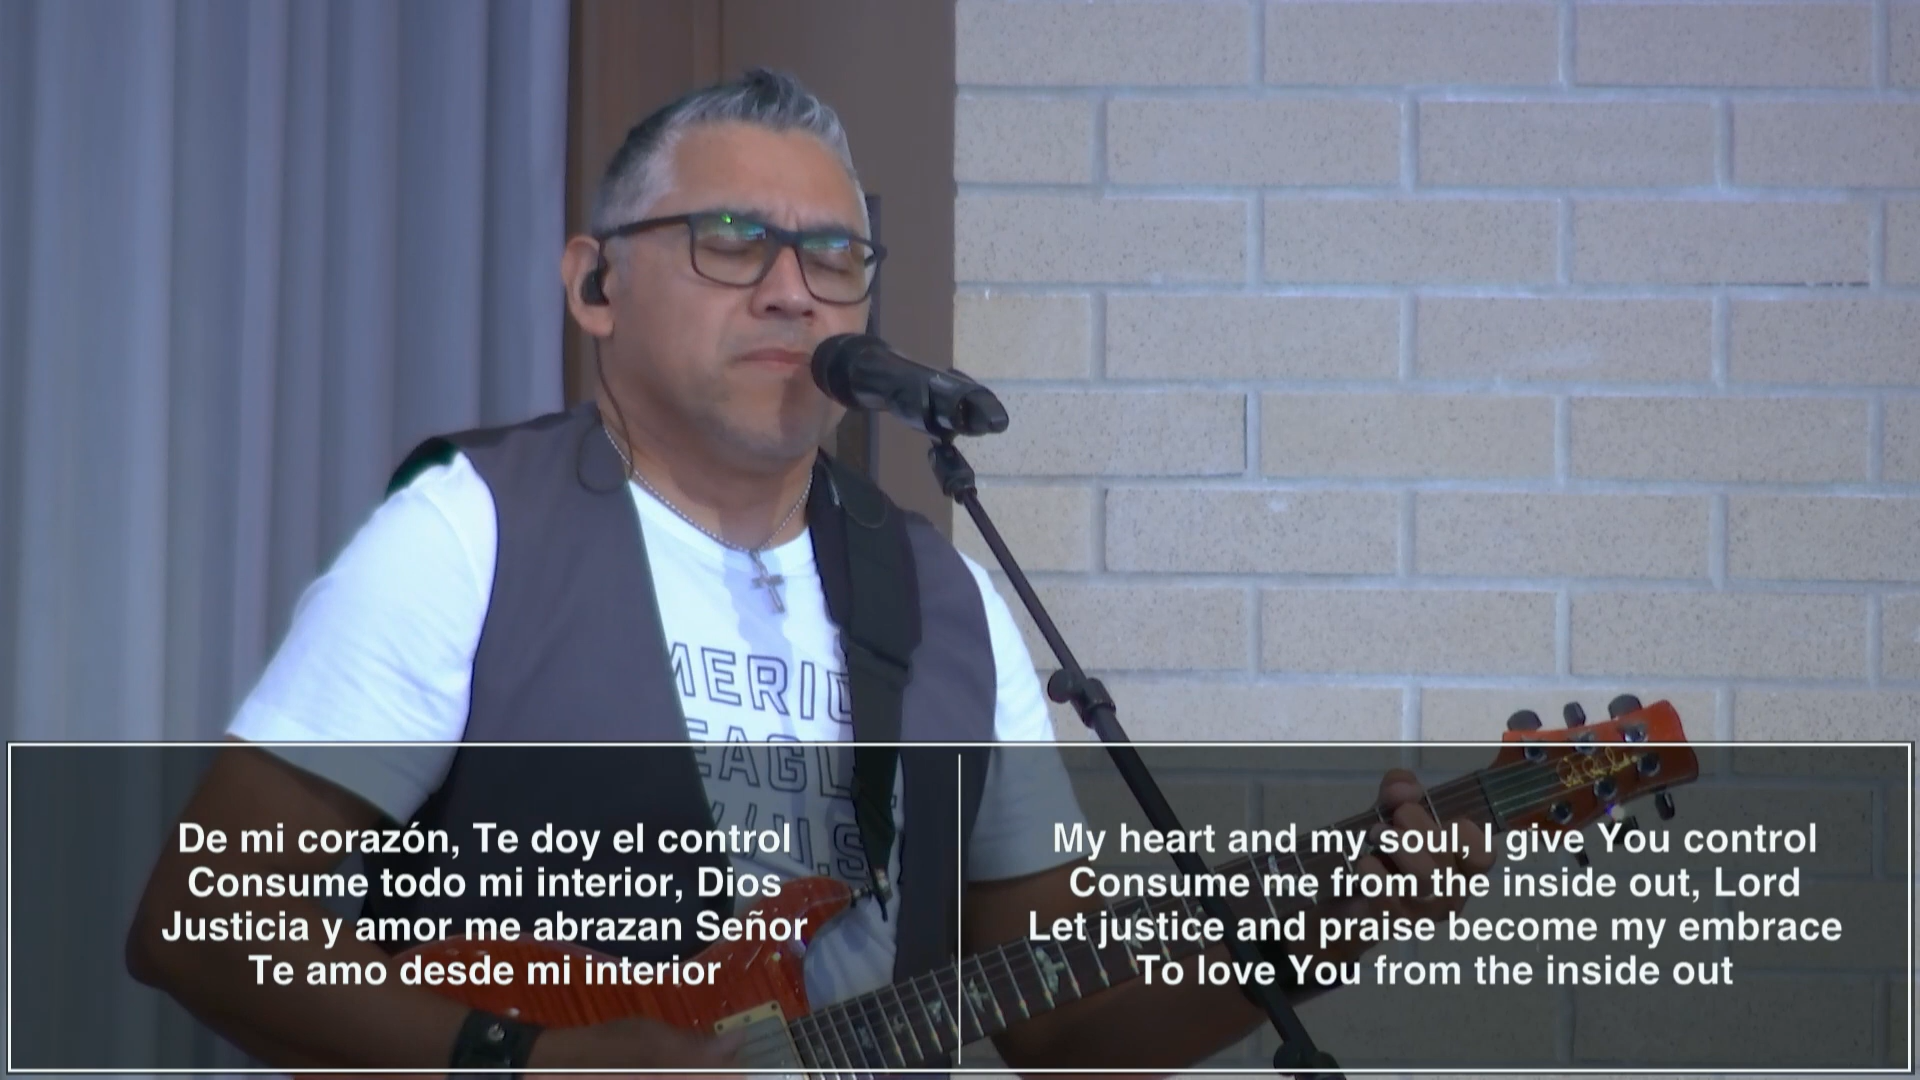 MERIC
EAGL
De mi corazón, Te doy el control
Consume todo mi interior, Dios
Justicia y amor me abrazan Señor
Te amo desde mi interior
My heart and my soul, I give You control
Consume me from the inside out, Lord
Let justice and praise become my embrace
To love You from the inside out